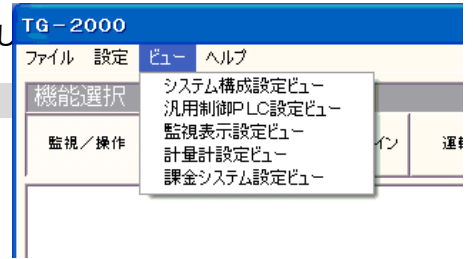 TG-2000
ファイル 設定 ビュー ヘルプ
機能選択
システム構成設定ビュー
汎用制御PLC設定ビュー
監視表示設定ビュー
計量計設定ビュー
課金システム設定ビュー
監視/操作 イン